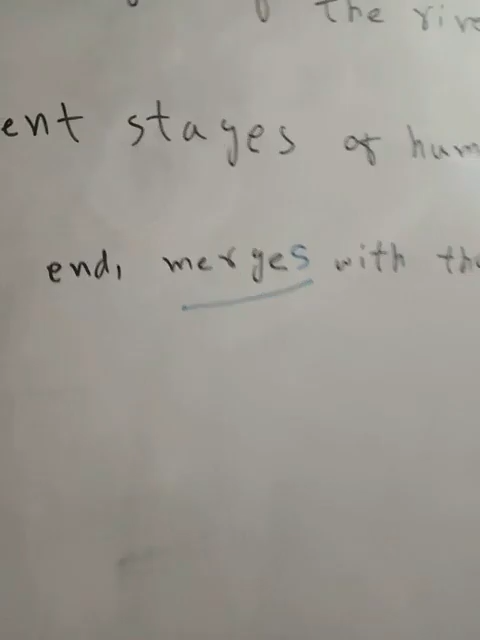 the
ent stages of
end, merges with